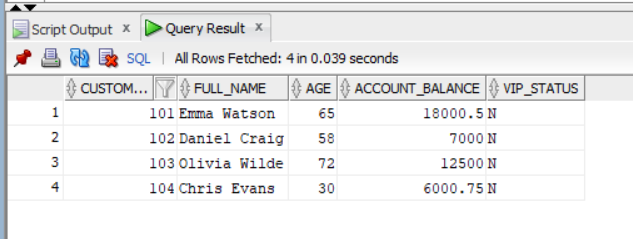 Script Output x Query Result x
SQL | All Rows Fetched: 4 in 0.039 seconds
CUSTOM... FULL_NAME AGE ACCOUNT_BALANCE VIP_STATUS
1 101 Emma Watson 65 18000.5 N
2 102 Daniel Craig 58 7000 N
3 103 Olivia Wilde 72 12500 N
4 104 Chris Evans 30 6000.75 N